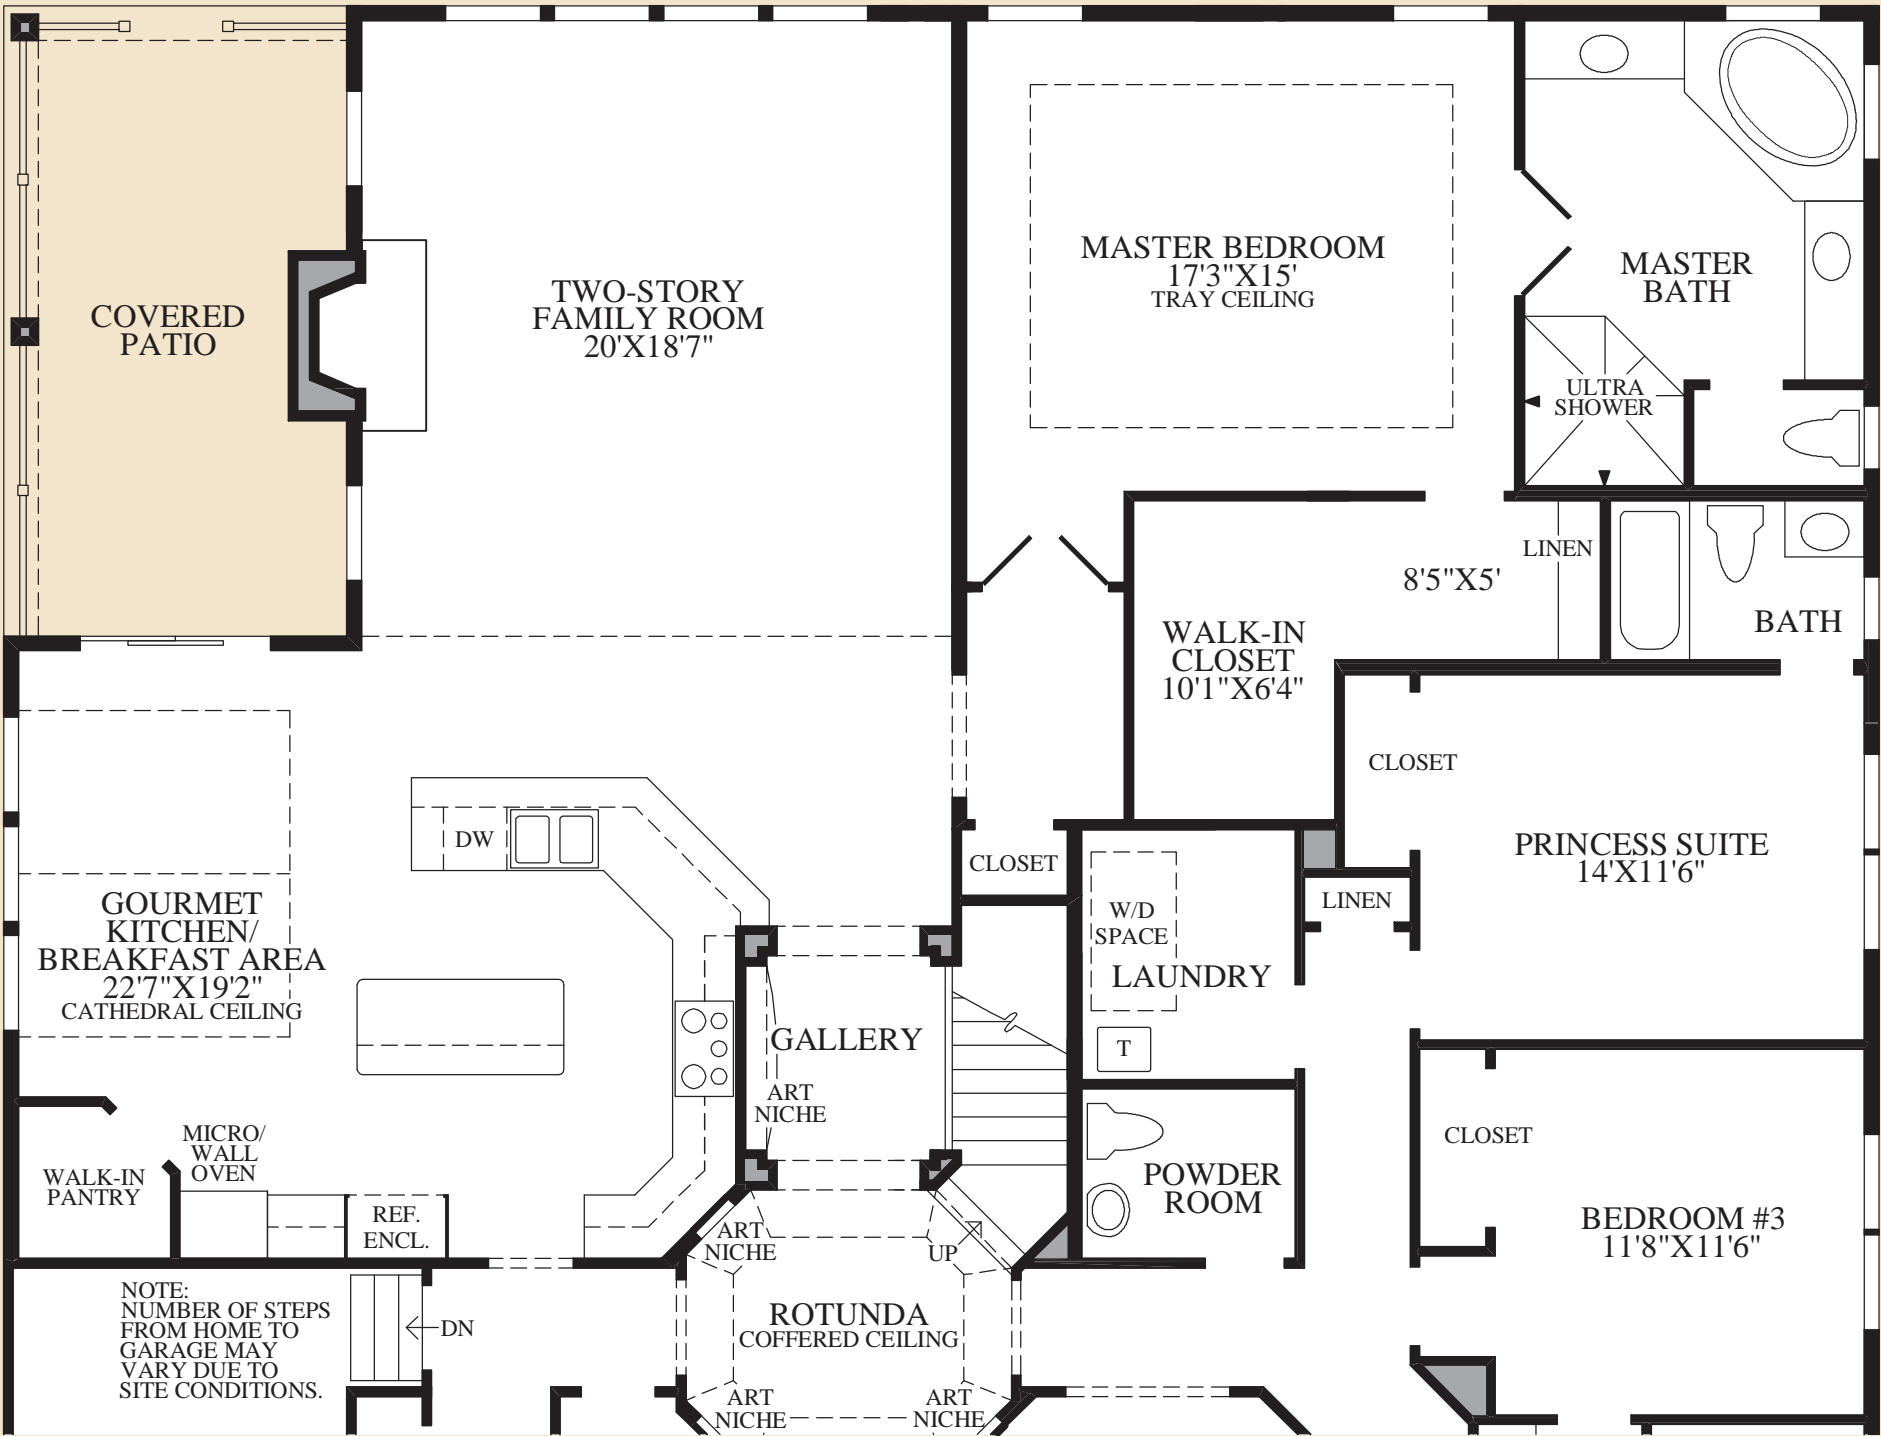 COVERED
PATIO
TWO-STORY
FAMILY ROOM
20'X18'7"
MASTER BEDROOM
17'3"X15'
TRAY CEILING
MASTER
BATH
ULTRA
SHOWER
LINEN
8'5"X5'
BATH
WALK-IN
CLOSET
10'1"X6'4"
CLOSET
PRINCESS SUITE
14'X11'6"
DW
CLOSET
LINEN
W/D
SPACE
LAUNDRY
T
GOURMET
KITCHEN/
BREAKFAST AREA
22'7"X19'2"
CATHEDRAL CEILING
GALLERY
ART
NICHE
MICRO/
WALL
OVEN
WALK-IN
PANTRY
REF.
ENCL.
POWDER
ROOM
CLOSET
BEDROOM #3
11'8"X11'6"
ART
NICHE
UP
NOTE:
NUMBER OF STEPS
FROM HOME TO
GARAGE MAY
VARY DUE TO
SITE CONDITIONS.
DN
ROTUNDA
COFFERED CEILING
ART
NICHE
ART
NICHE